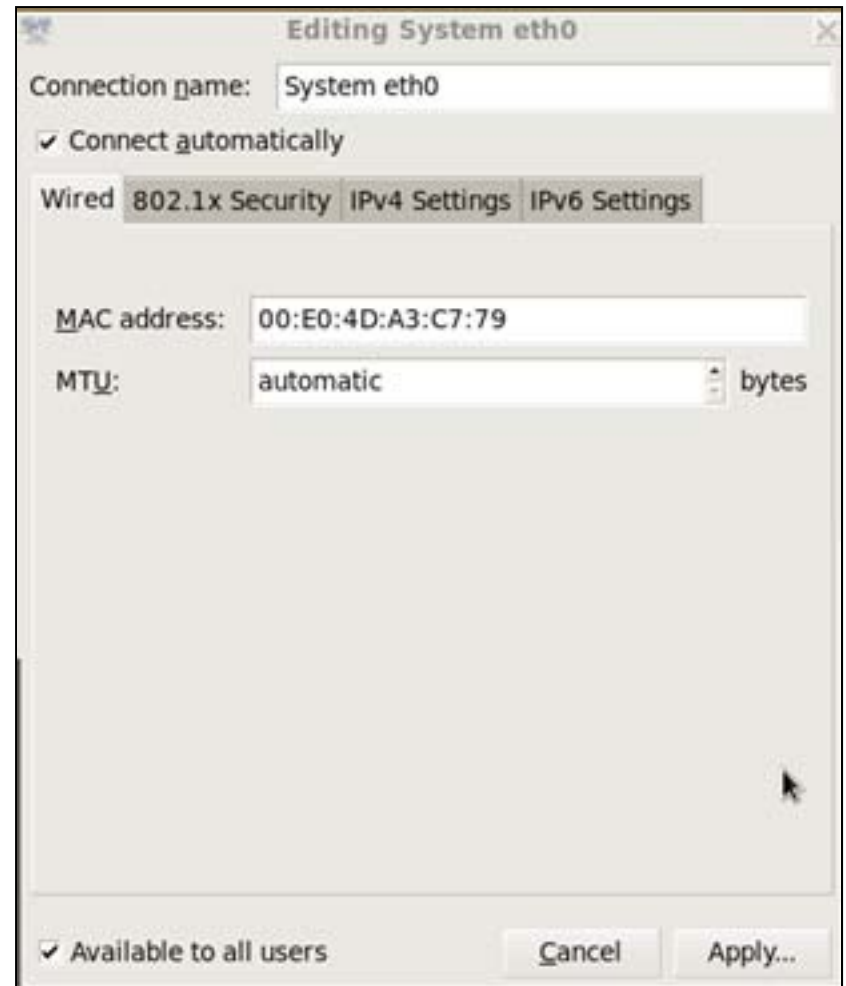 Editing System eth0
Connection name: System eth0
Connect automatically
Wired 802.1x Security IPv4 Settings IPv6 Settings
MAC address: 00:E0:4D:A3:C7:79
MTU: automatic bytes
Available to all users Cancel Apply...